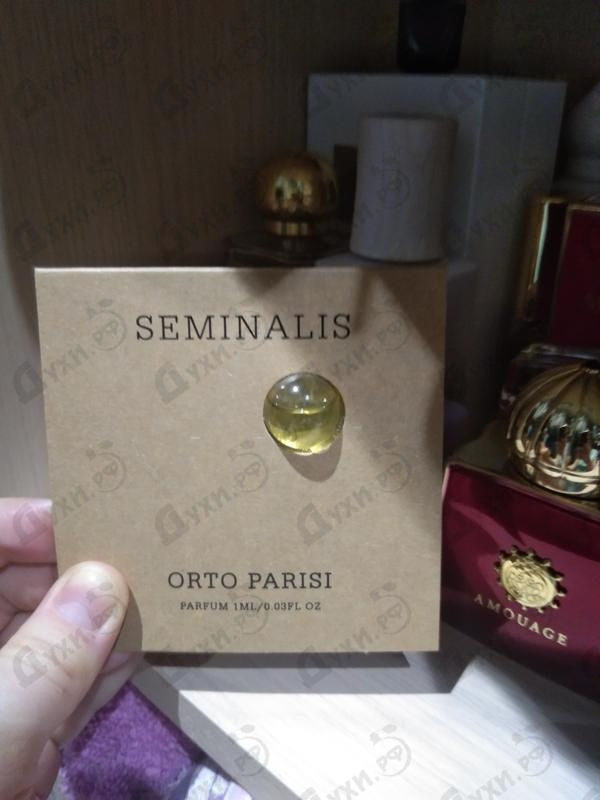 SEMINALIS
ORTO PARISI
PARFUM 1ML/0.03FL OZ
AMOUAGE
Духи.РФ